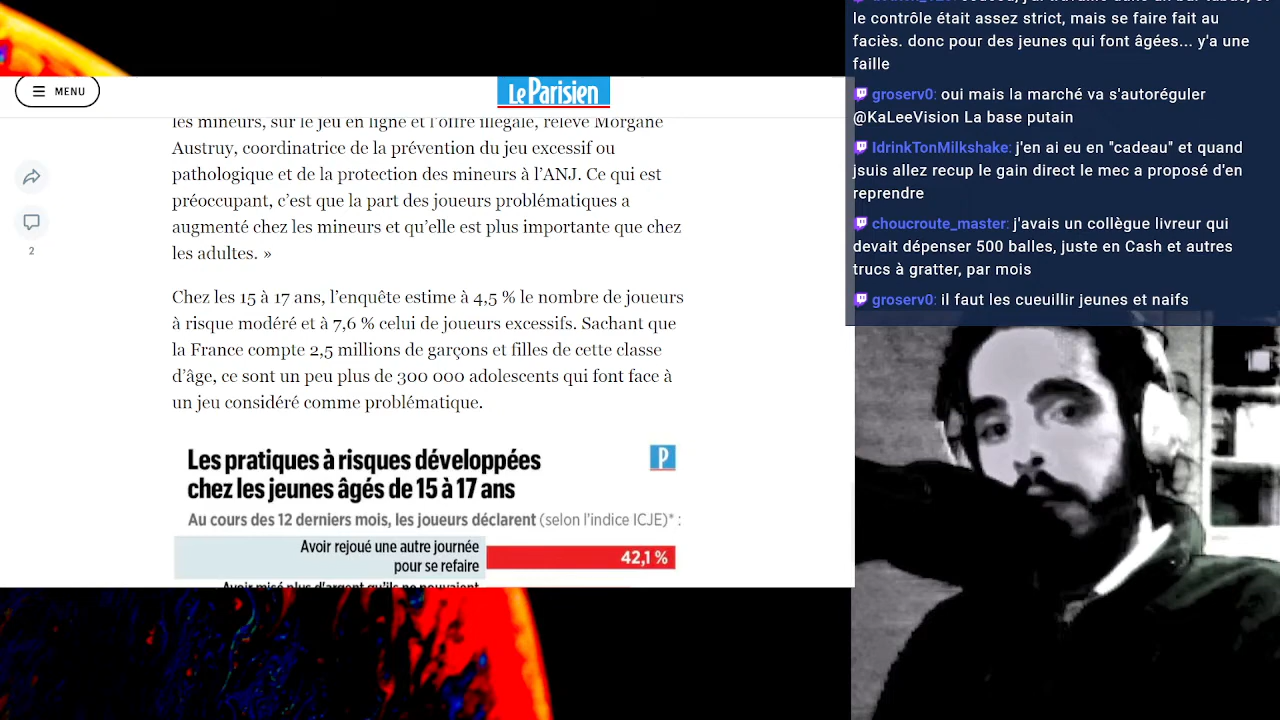 MENU
Le Parisien
les mineurs, sur le jeu en ligne et l'offre illégale, relève Morgane
Austruy, coordinatrice de la prévention du jeu excessif ou
pathologique et de la protection des mineurs à l'ANJ. Ce qui est
préoccupant, c'est que la part des joueurs problématiques a
augmenté chez les mineurs et qu'elle est plus importante que chez
les adultes. »
2
Chez les 15 à 17 ans, l'enquête estime à 4,5 % le nombre de joueurs
à risque modéré et à 7,6 % celui de joueurs excessifs. Sachant que
la France compte 2,5 millions de garçons et filles de cette classe
d'âge, ce sont un peu plus de 300 000 adolescents qui font face à
un jeu considéré comme problématique.
Les pratiques à risques développées
chez les jeunes âgés de 15 à 17 ans
P
Au cours des 12 derniers mois, les joueurs déclarent (selon l'indice ICJE)* :
Avoir rejoué une autre journée
pour se refaire
42,1 %
Avoir misé plus d'argent qu'ils ne pouvaient
le contrôle était assez strict, mais se faire fait au
faciès. donc pour des jeunes qui font âgées... y'a une
faille
groserv0: oui mais la marché va s'autoréguler
@KaLeeVision La base putain
IdrinkTonMilkshake: j'en ai eu en "cadeau" et quand
jsuis allez recup le gain direct le mec a proposé d'en
reprendre
choucroute_master: j'avais un collègue livreur qui
devait dépenser 500 balles, juste en Cash et autres
trucs à gratter, par mois
groserv0: il faut les cueuillir jeunes et naifs